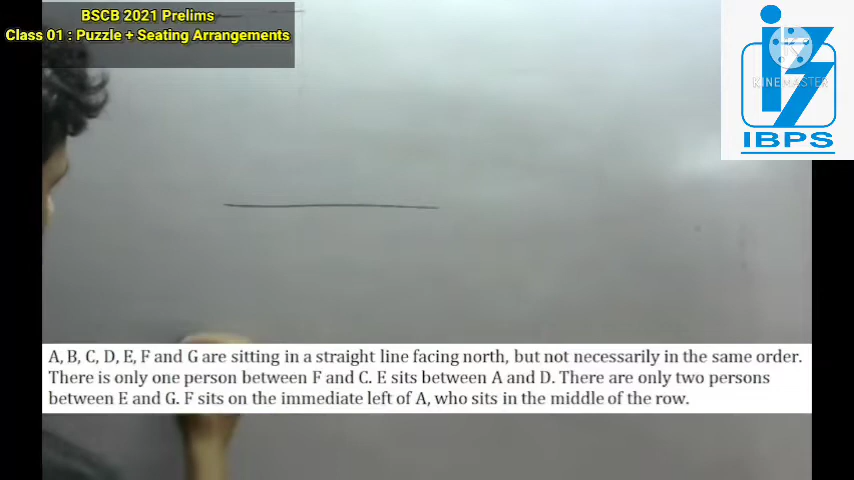 BSCB 2021 Prelims
Class 01 : Puzzle + Seating Arrangements
KINEMASTER
IBPS
A, B, C, D, E, F and G are sitting in a straight line facing north, but not necessarily in the same order.
There is only one person between F and C. E sits between A and D. There are only two persons
between E and G. F sits on the immediate left of A, who sits in the middle of the row.